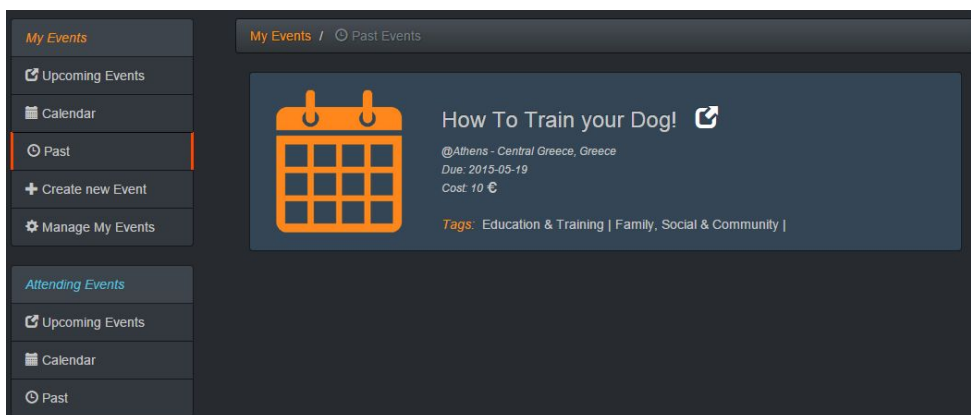 My Events
Upcoming Events
Calendar
Past
Create new Event
Manage My Events
Attending Events
Upcoming Events
Calendar
Past
My Events / Past Events
How To Train your Dog!
@Athens - Central Greece, Greece
Due: 2015-05-19
Cost: 10 €
Tags: Education & Training | Family, Social & Community |